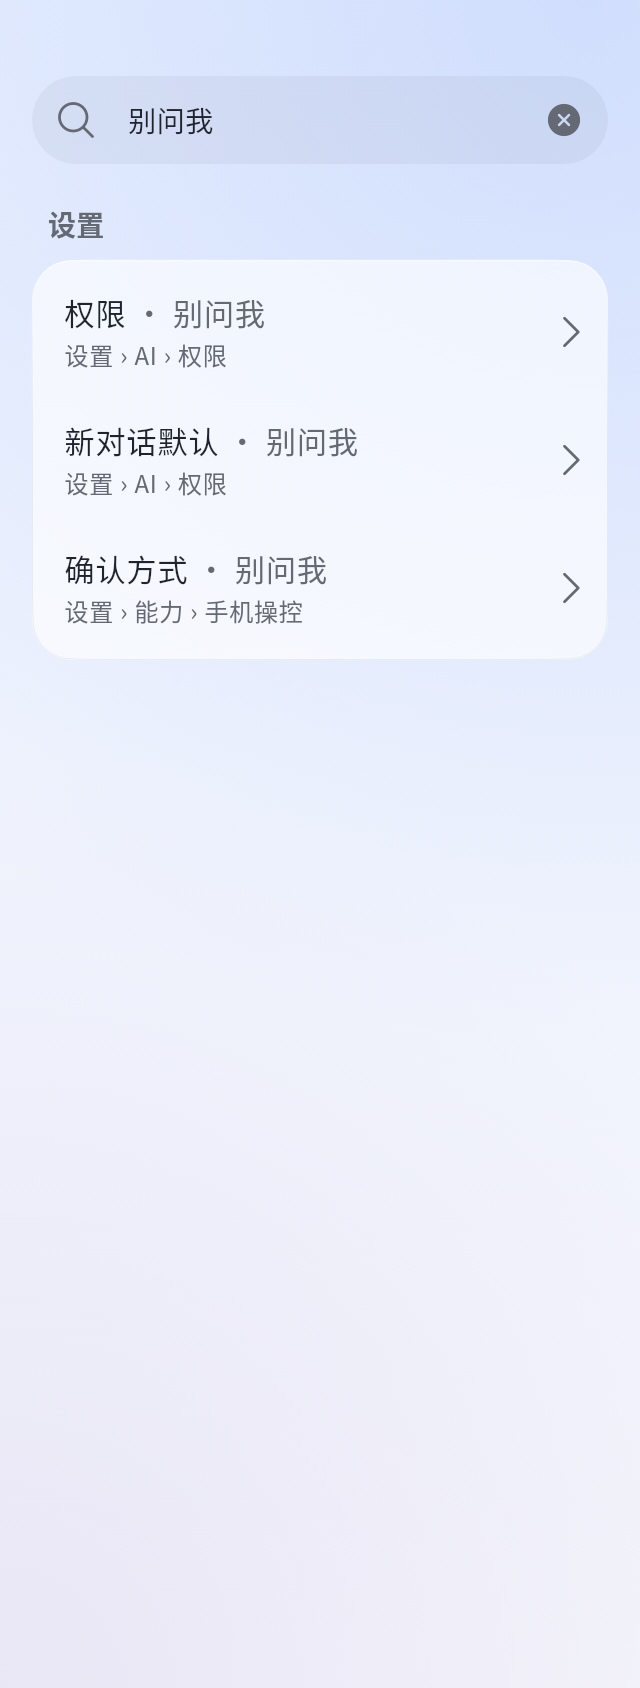 别问我
设置
权限 · 别问我
设置 › AI › 权限
新对话默认 · 别问我
设置 › AI › 权限
确认方式 · 别问我
设置 › 能力 › 手机操控